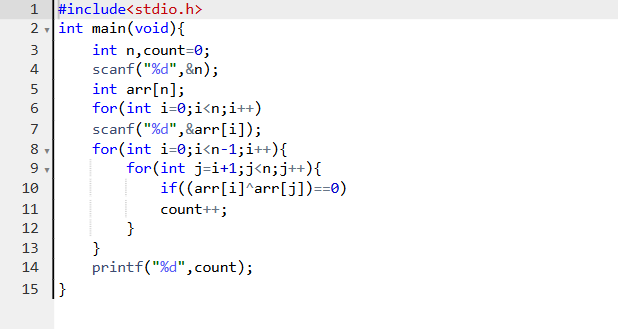 1 #include<stdio.h>
2 int main(void){
3 int n,count=0;
4 scanf("%d",&n);
5 int arr[n];
6 for(int i=0;i<n;i++)
7 scanf("%d",&arr[i]);
8 for(int i=0;i<n-1;i++){
9 for(int j=i+1;j<n;j++){
10 if((arr[i]^arr[j])==0)
11 count++;
12 }
13 }
14 printf("%d",count);
15 }